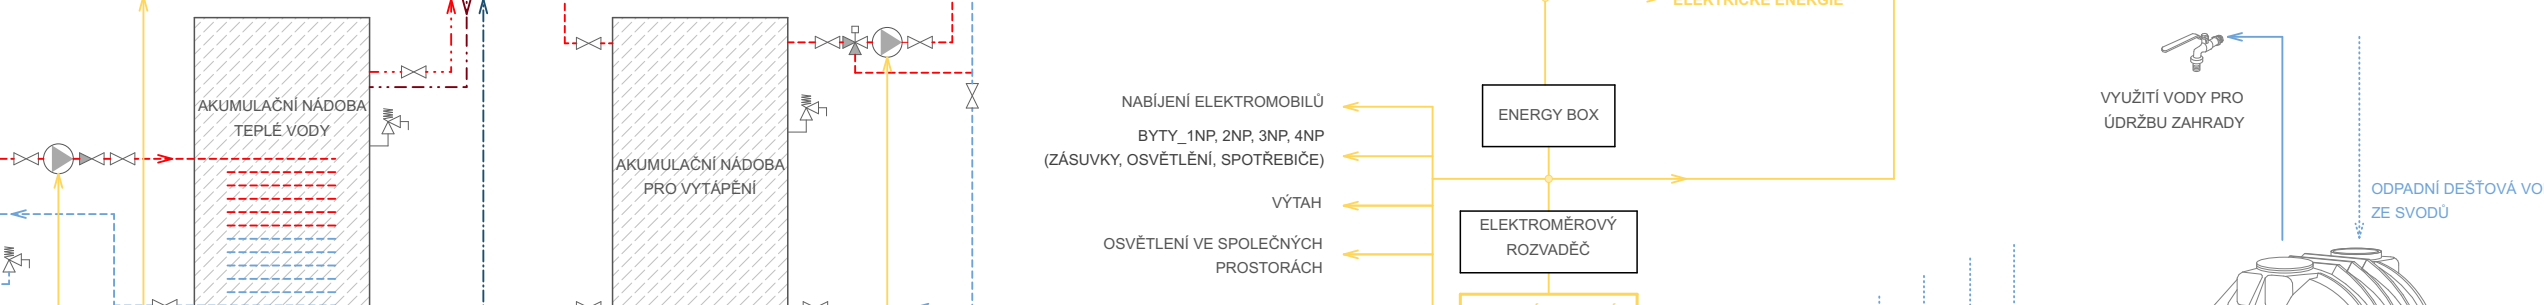 ELEKTRICKÉ ENERGIE
AKUMULAČNÍ NÁDOBA
TEPLÉ VODY
AKUMULAČNÍ NÁDOBA
PRO VYTÁPĚNÍ
NABÍJENÍ ELEKTROMOBILŮ
BYTY_1NP, 2NP, 3NP, 4NP
(ZÁSUVKY, OSVĚTLENÍ, SPOTŘEBIČE)
VÝTAH
OSVĚTLENÍ VE SPOLEČNÝCH
PROSTORÁCH
ENERGY BOX
ELEKTROMĚROVÝ
ROZVADĚČ
VYUŽITÍ VODY PRO
ÚDRŽBU ZAHRADY
ODPADNÍ DEŠŤOVÁ
ZE SVODŮ